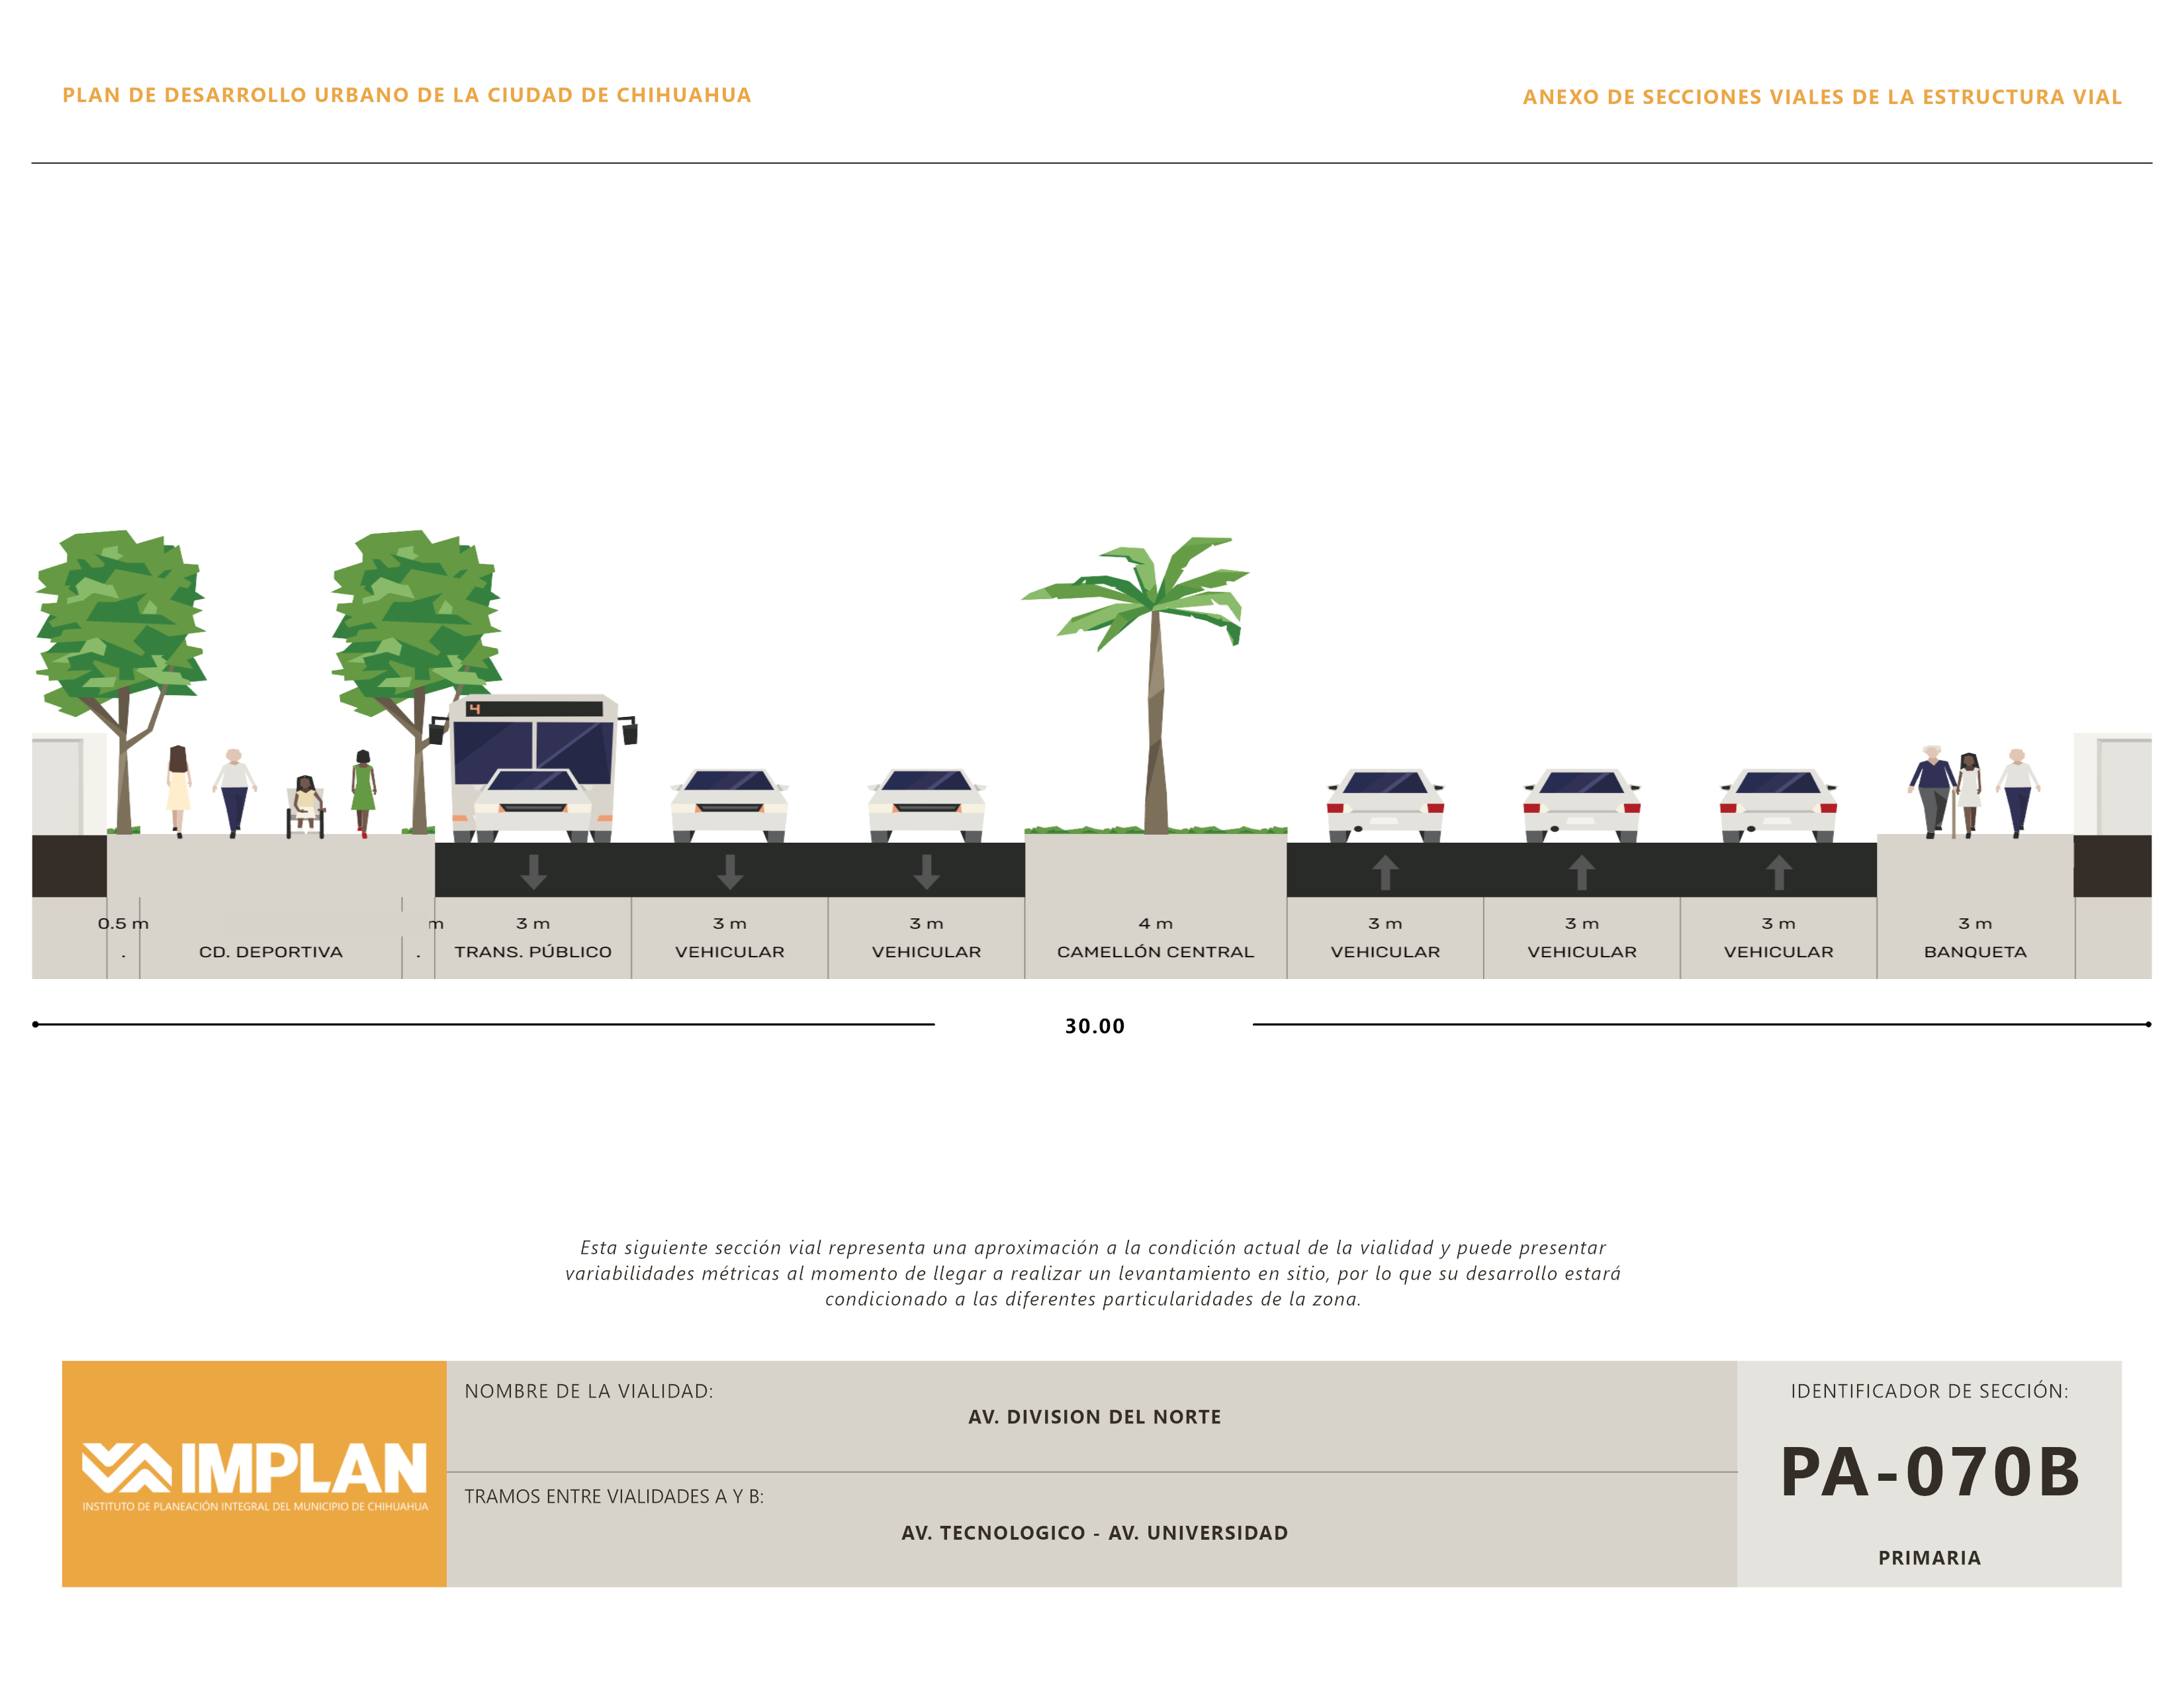 PLAN DE DESARROLLO URBANO DE LA CIUDAD DE CHIHUAHUA
ANEXO DE SECCIONES VIALES DE LA ESTRUCTURA VIAL
4
0.5 m
m
3 m
3 m
3 m
4 m
3 m
3 m
3 m
3 m
.
CD. DEPORTIVA
.
TRANS. PÚBLICO
VEHICULAR
VEHICULAR
CAMELLÓN CENTRAL
VEHICULAR
VEHICULAR
VEHICULAR
BANQUETA
30.00
Esta siguiente sección vial representa una aproximación a la condición actual de la vialidad y puede presentar
variabilidades métricas al momento de llegar a realizar un levantamiento en sitio, por lo que su desarrollo estará
condicionado a las diferentes particularidades de la zona.
IMPLAN
INSTITUTO DE PLANEACIÓN INTEGRAL DEL MUNICIPIO DE CHIHUAHUA
NOMBRE DE LA VIALIDAD:
AV. DIVISION DEL NORTE
TRAMOS ENTRE VIALIDADES A Y B:
AV. TECNOLOGICO - AV. UNIVERSIDAD
IDENTIFICADOR DE SECCIÓN:
PA-070B
PRIMARIA